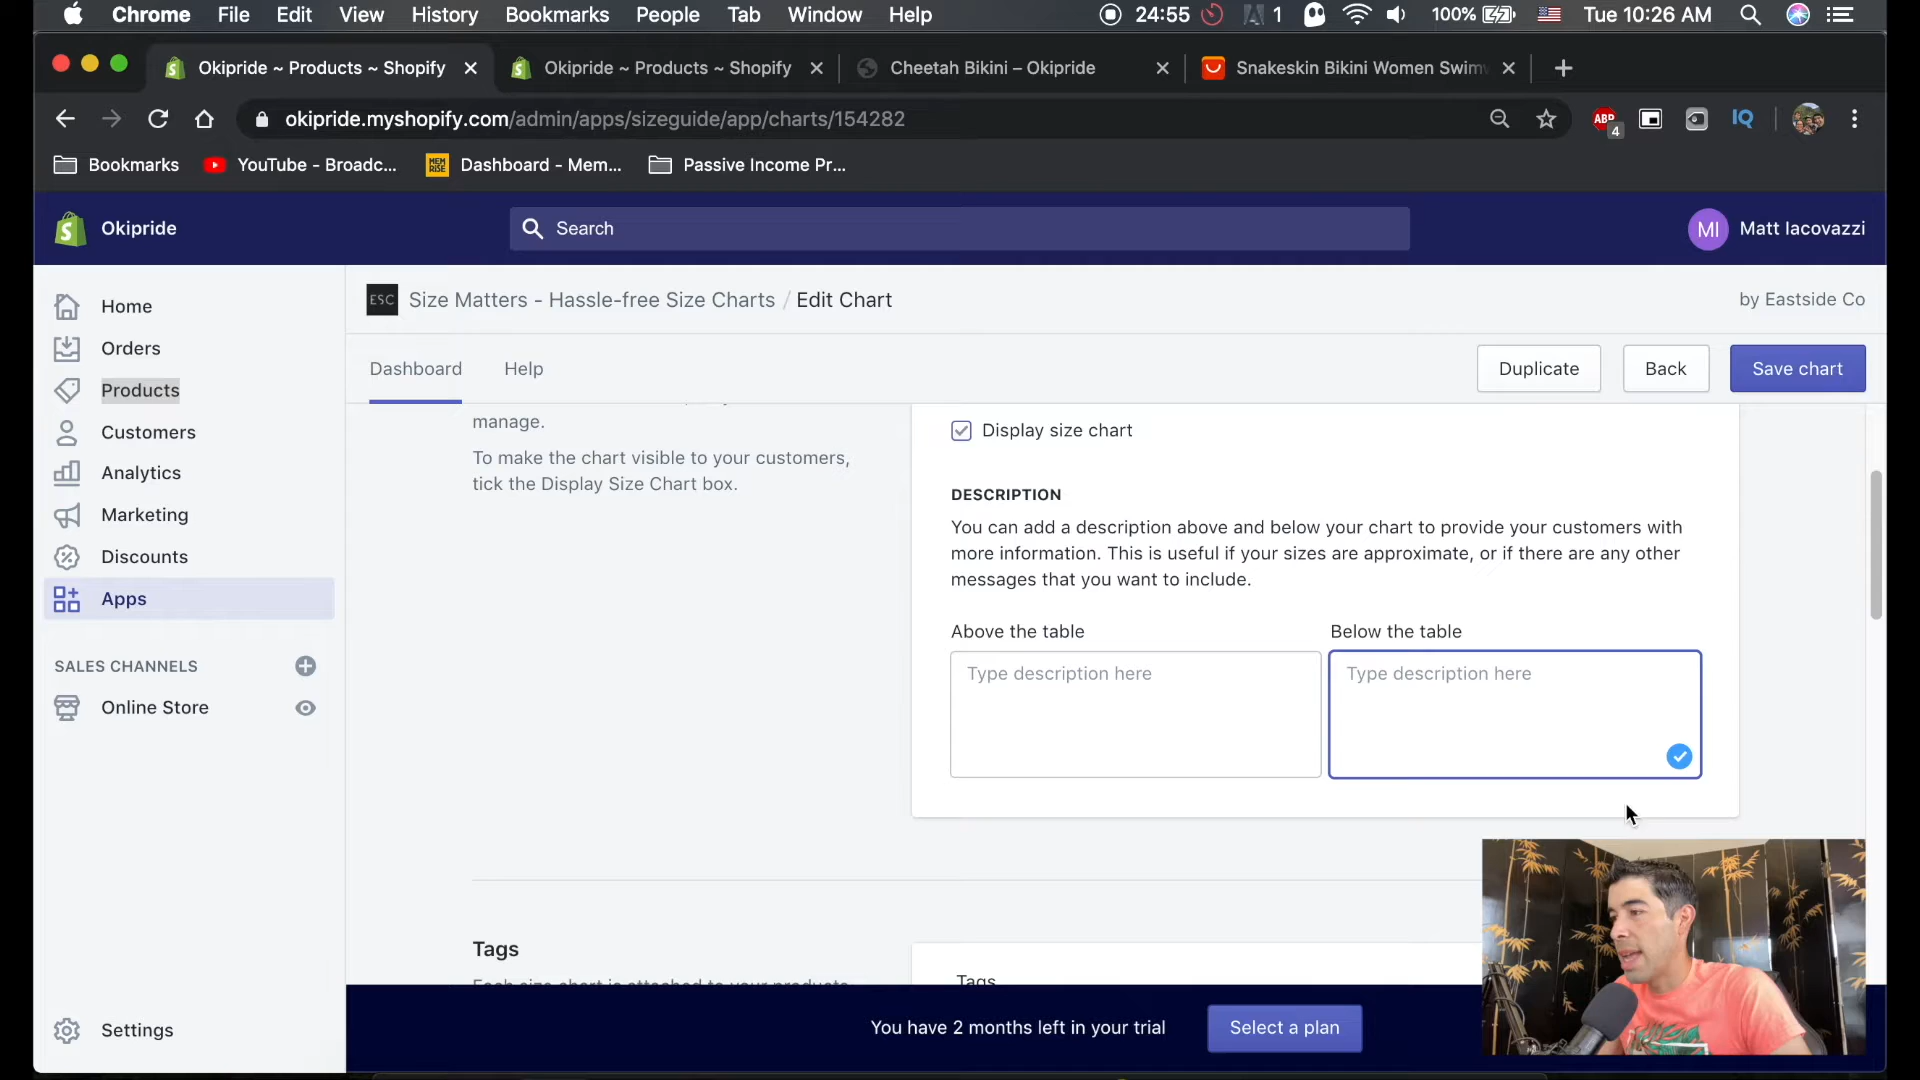 Chrome File Edit View History Bookmarks People Tab Window Help 24:55 1 100% Tue 10:26 AM
Okipride ~ Products ~ Shopify Okipride ~ Products ~ Shopify Cheetah Bikini – Okipride Snakeskin Bikini Women Swimw
okipride.myshopify.com/admin/apps/sizeguide/app/charts/154282 ABP 4 IQ
Bookmarks YouTube - Broadc... MEM RISE Dashboard - Mem... Passive Income Pr...
Okipride Search MI Matt Iacovazzi
ESC Size Matters - Hassle-free Size Charts / Edit Chart by Eastside Co
Dashboard Help Duplicate Back Save chart
Home
Orders
Products
Customers
Analytics
Marketing
Discounts
Apps
SALES CHANNELS
Online Store
Settings
manage.
To make the chart visible to your customers,
tick the Display Size Chart box.
Display size chart
DESCRIPTION
You can add a description above and below your chart to provide your customers with
more information. This is useful if your sizes are approximate, or if there are any other
messages that you want to include.
Above the table Below the table
Type description here Type description here
Tags
Each size chart is attached to your products
Tags
You have 2 months left in your trial Select a plan